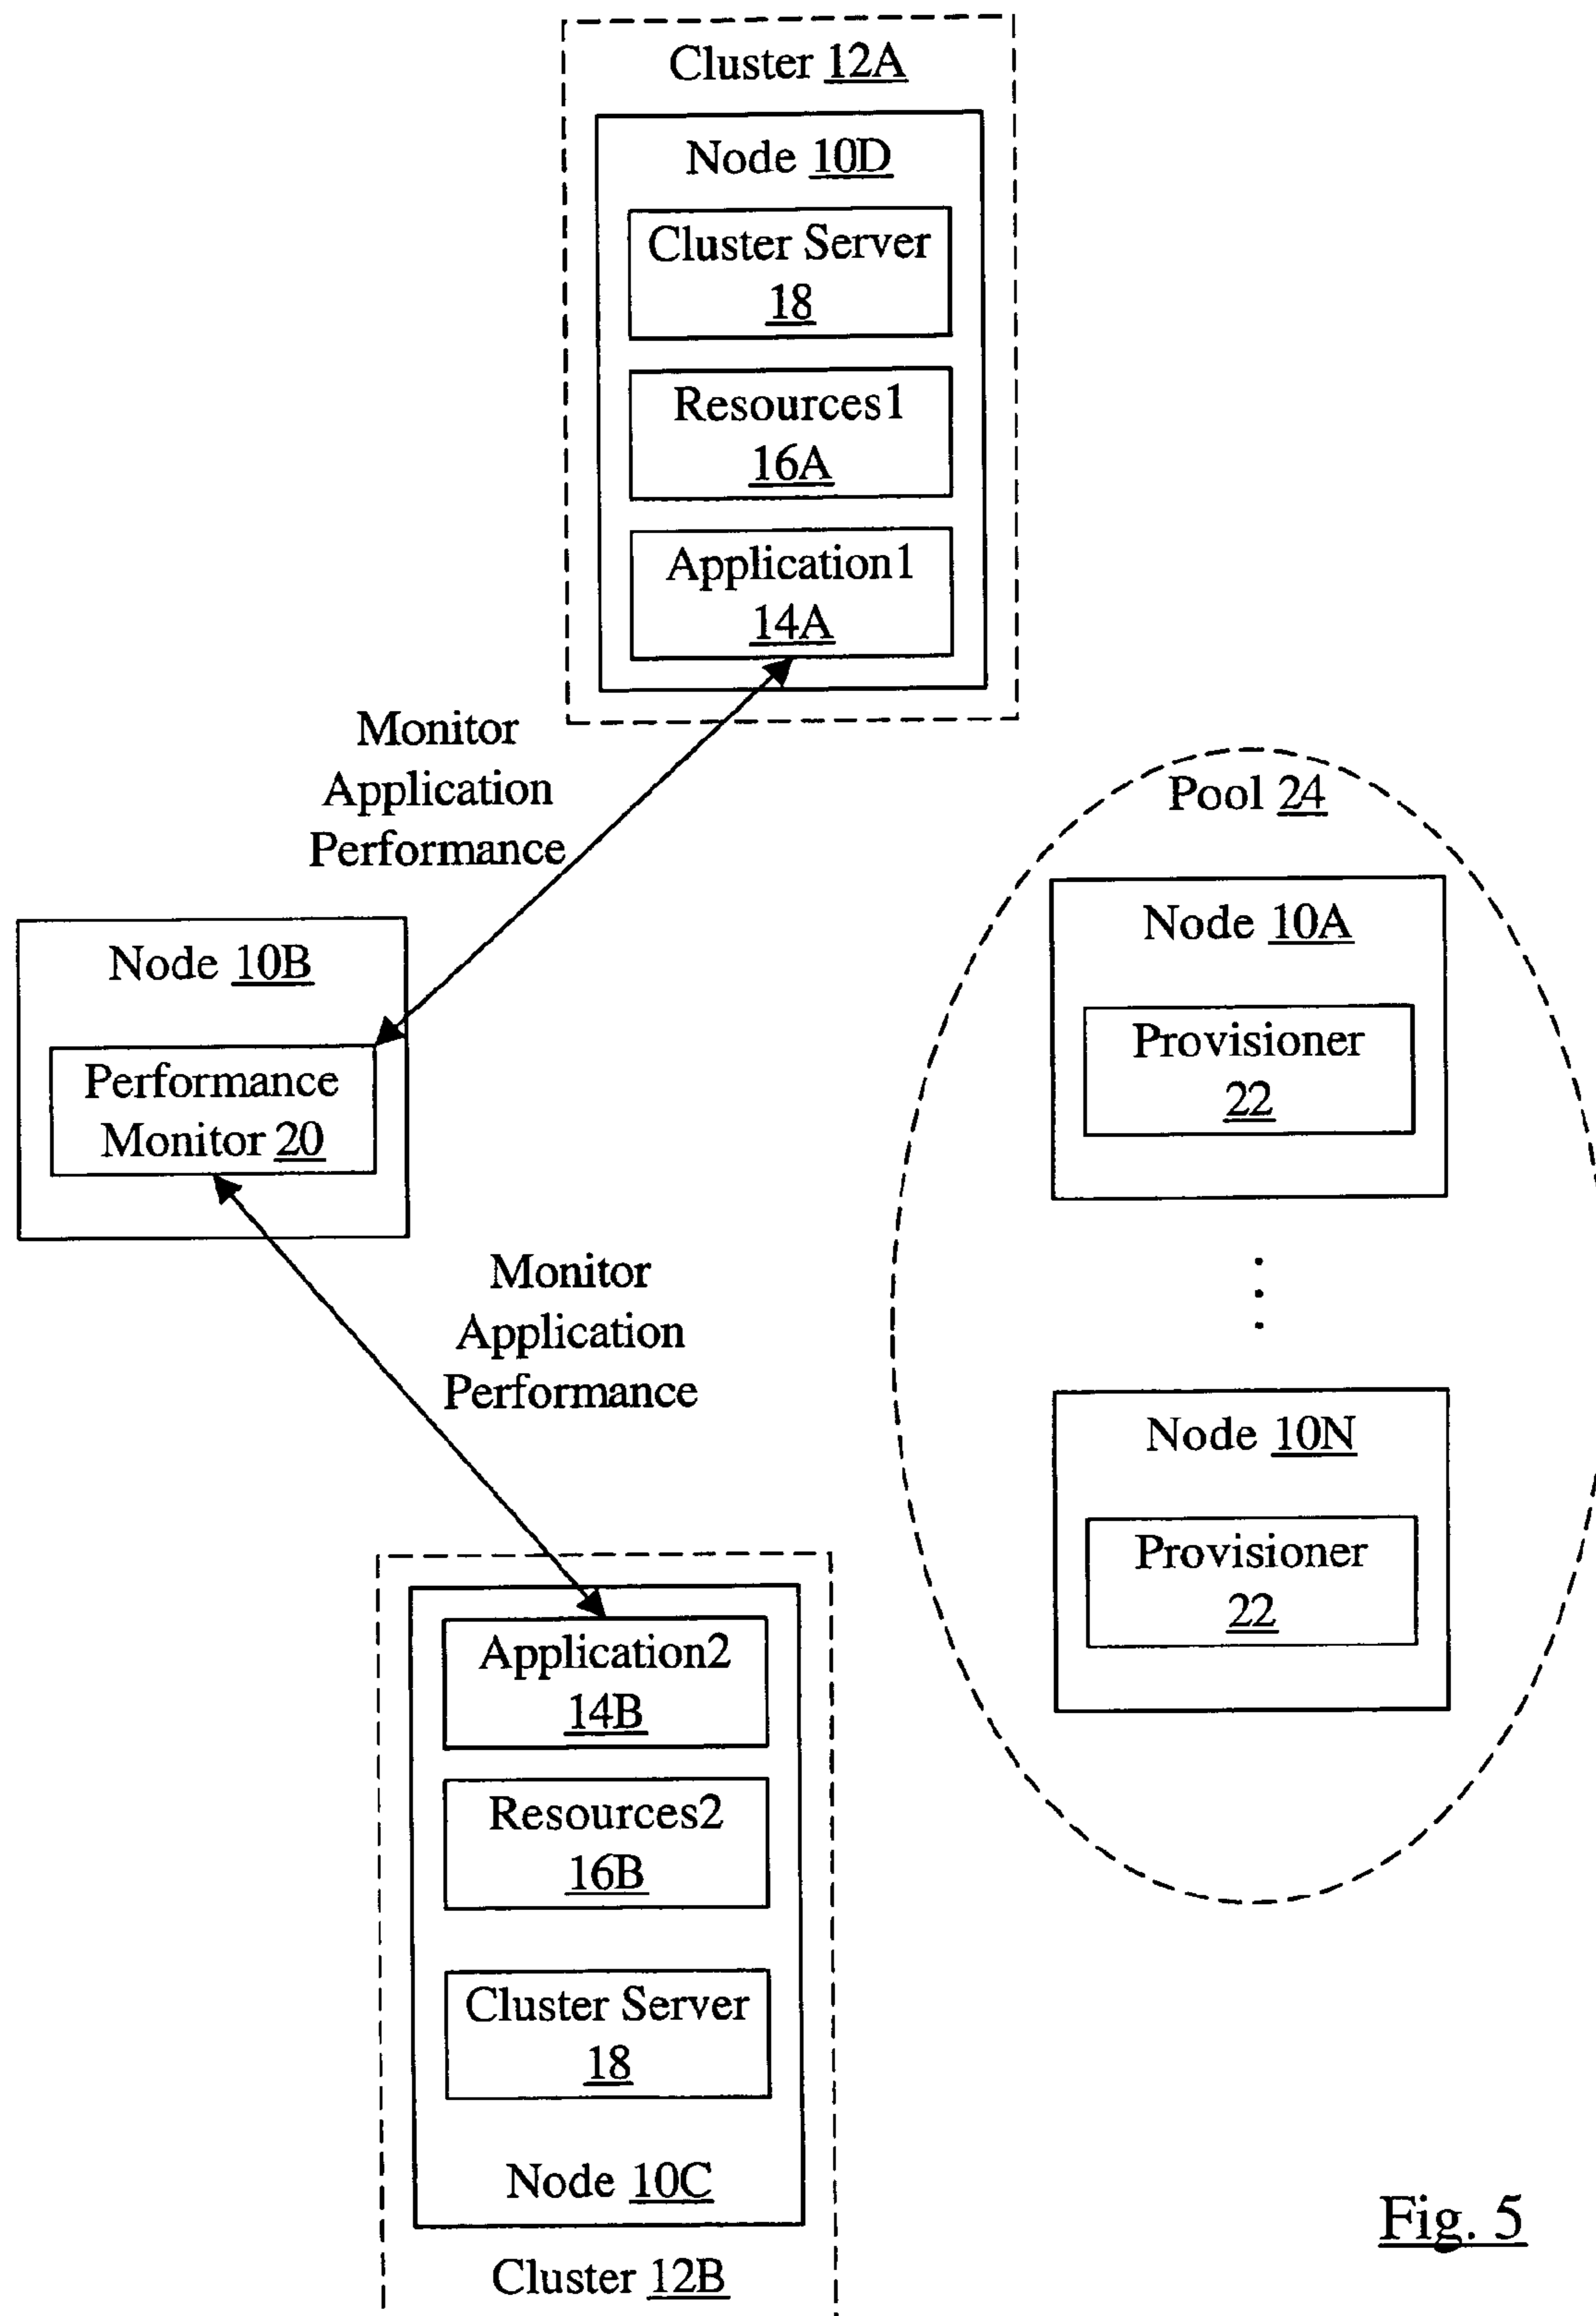 Cluster 12A
Node 10D
Cluster Server
18
Resources1
16A
Application1
14A
Monitor
Application
Performance
Pool 24
Node 10A
Provisioner
22
Node 10B
Performance
Monitor 20
Monitor
Application
Performance
Node 10N
Provisioner
22
Application2
14B
Resources2
16B
Cluster Server
18
Node 10C
Cluster 12B
Fig. 5